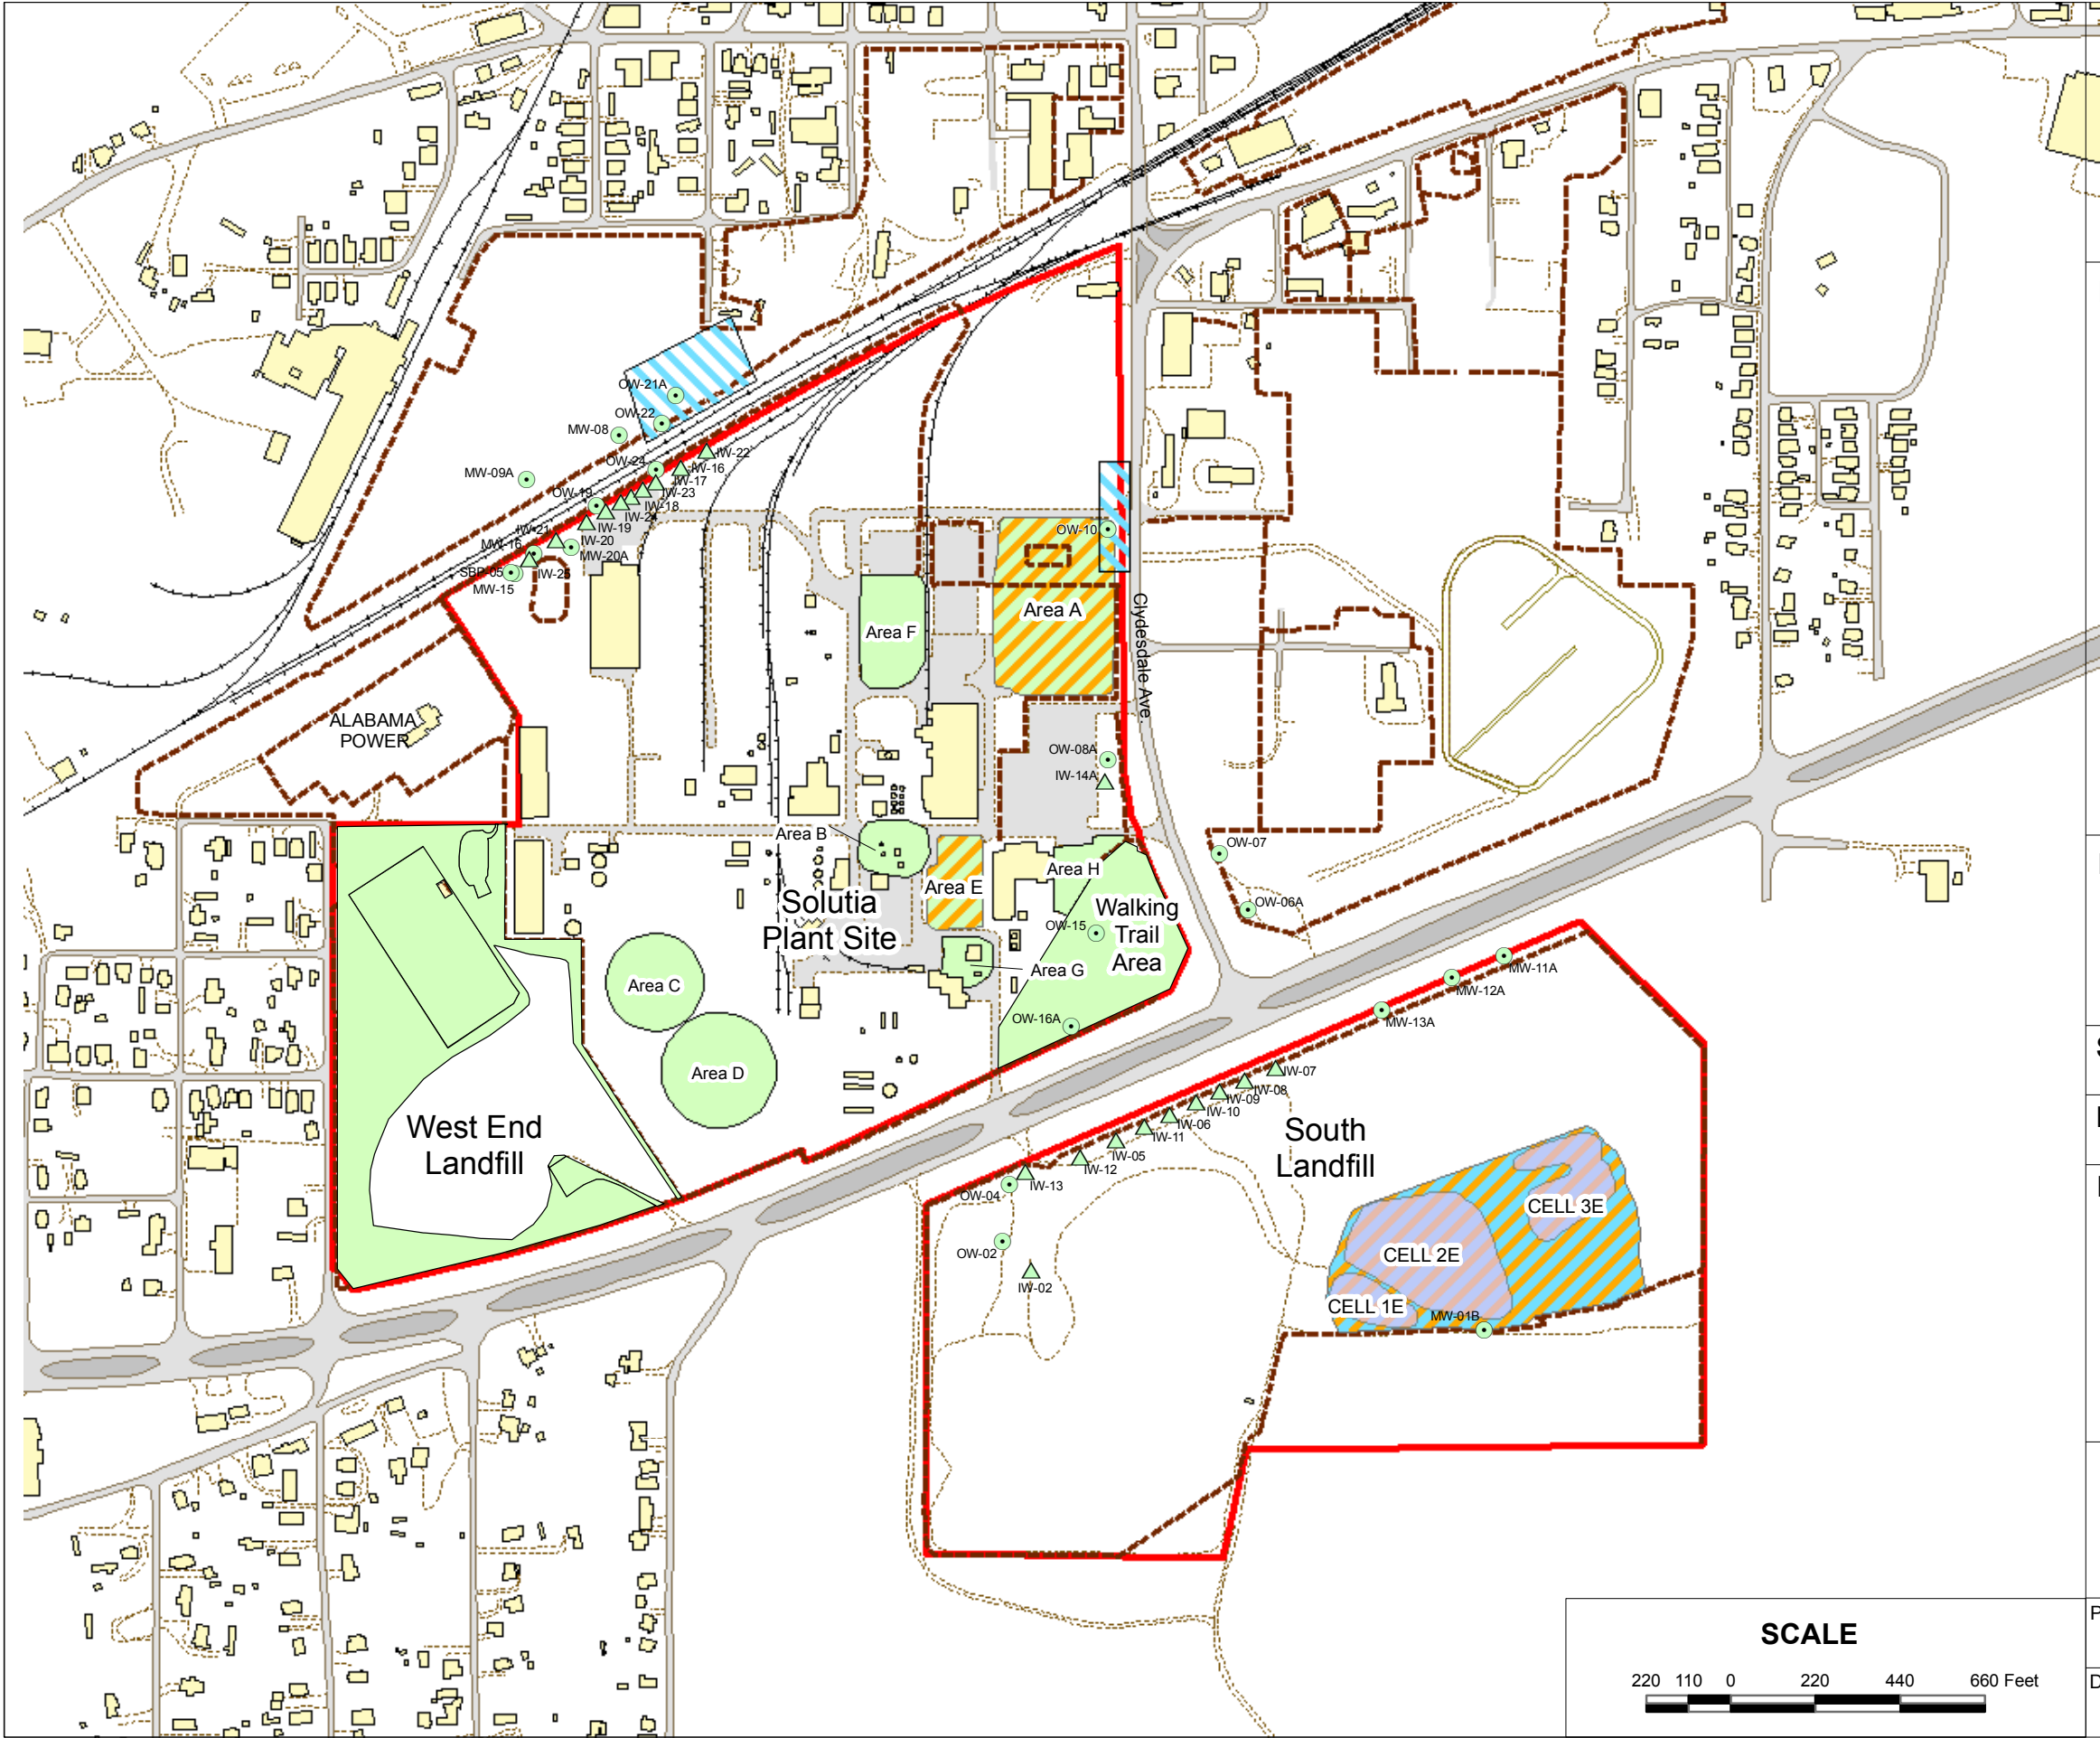 OW-21A
OW-22
MW-08
IW-22
OW-24
IW-16
MW-09A
IW-17
IW-23
OW-19
IW-18
IW-24
IW-19
IW-21
OW-10
IW-20
MW-16
MW-20A
SBP-05
IW-25
MW-15
Area A
Clydesdale Ave.
Area F
ALABAMA
POWER
OW-08A
IW-14A
Area B
OW-07
Area H
Area E
Solutia
Plant Site
Walking
Trail
Area
OW-06A
OW-15
MW-11A
Area G
Area C
MW-12A
OW-16A
MW-13A
Area D
IW-07
IW-08
IW-09
IW-10
IW-06
IW-11
West End
Landfill
South
Landfill
IW-05
IW-12
IW-13
OW-04
CELL 3E
OW-02
CELL 2E
IW-02
CELL 1E
MW-01B
SCALE
220 110 0 220 440 660 Feet